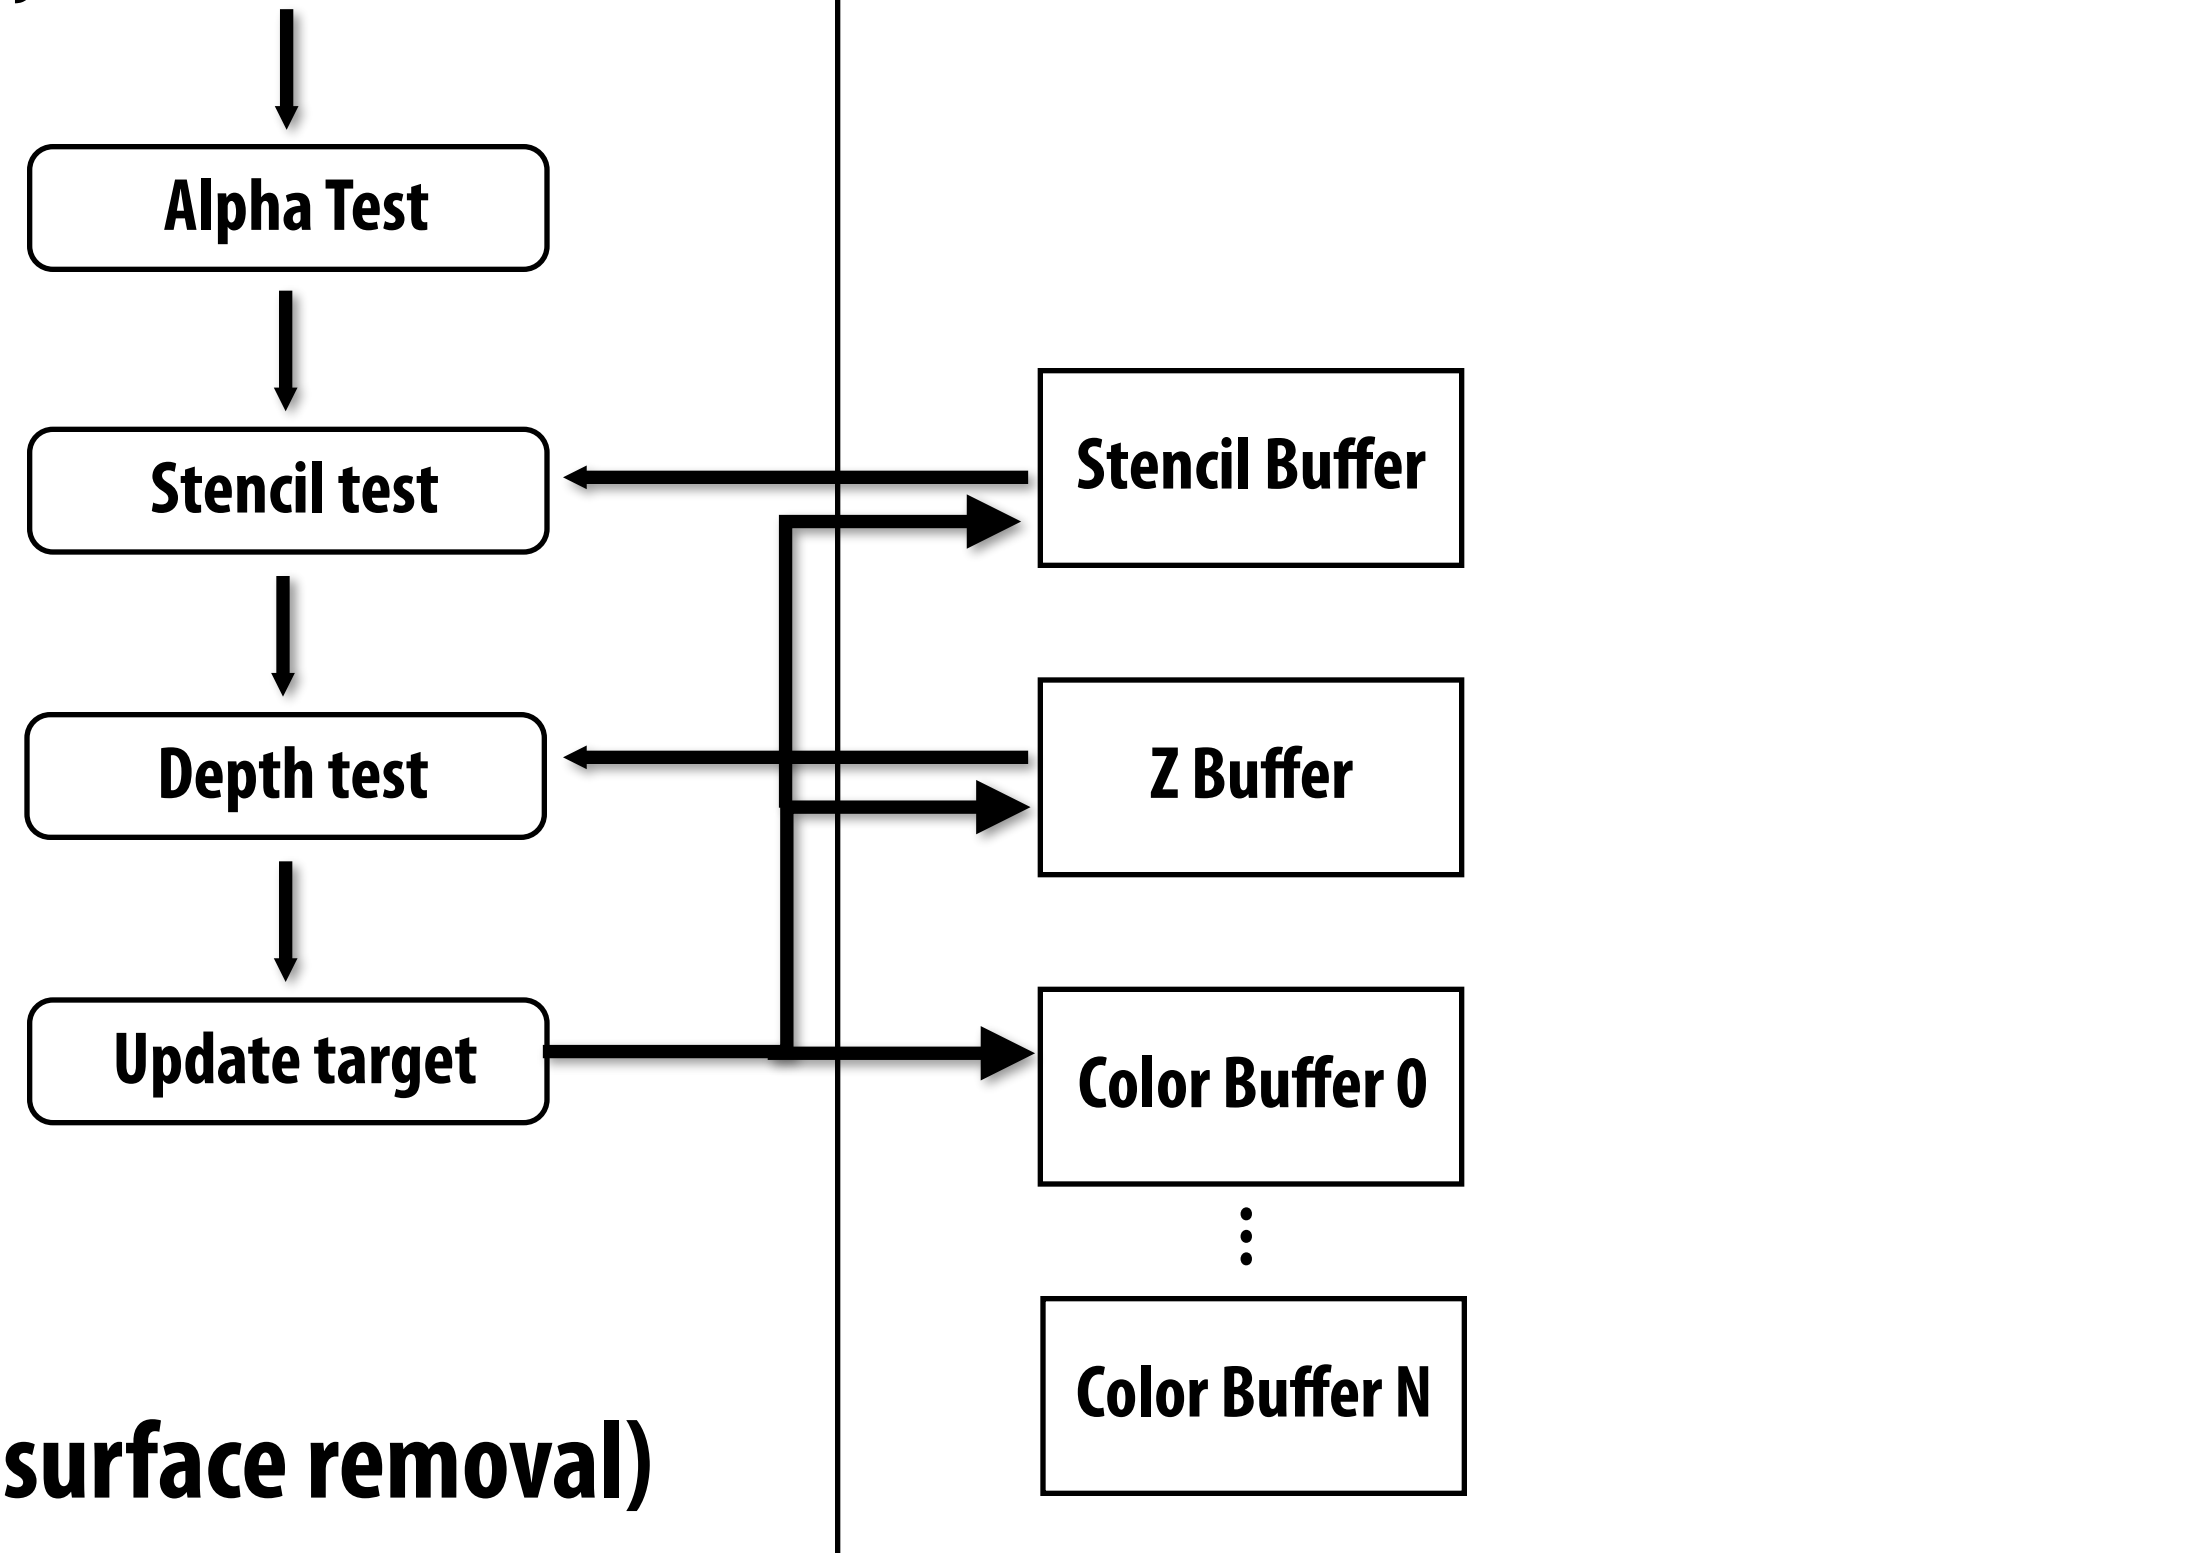 Alpha Test
Stencil test
Stencil Buffer
Depth test
Z Buffer
Update target
Color Buffer 0
Color Buffer N
surface removal)